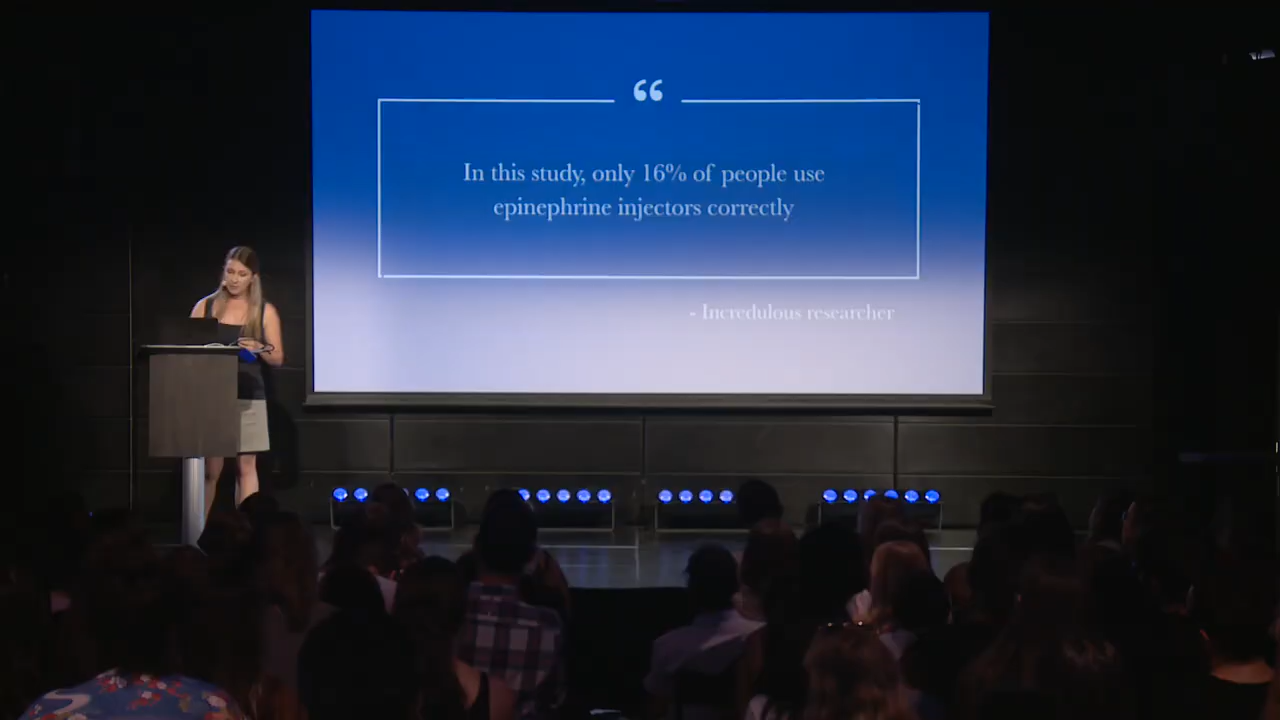 “
In this study, only 16% of people use
epinephrine injectors correctly
- Incredulous researcher